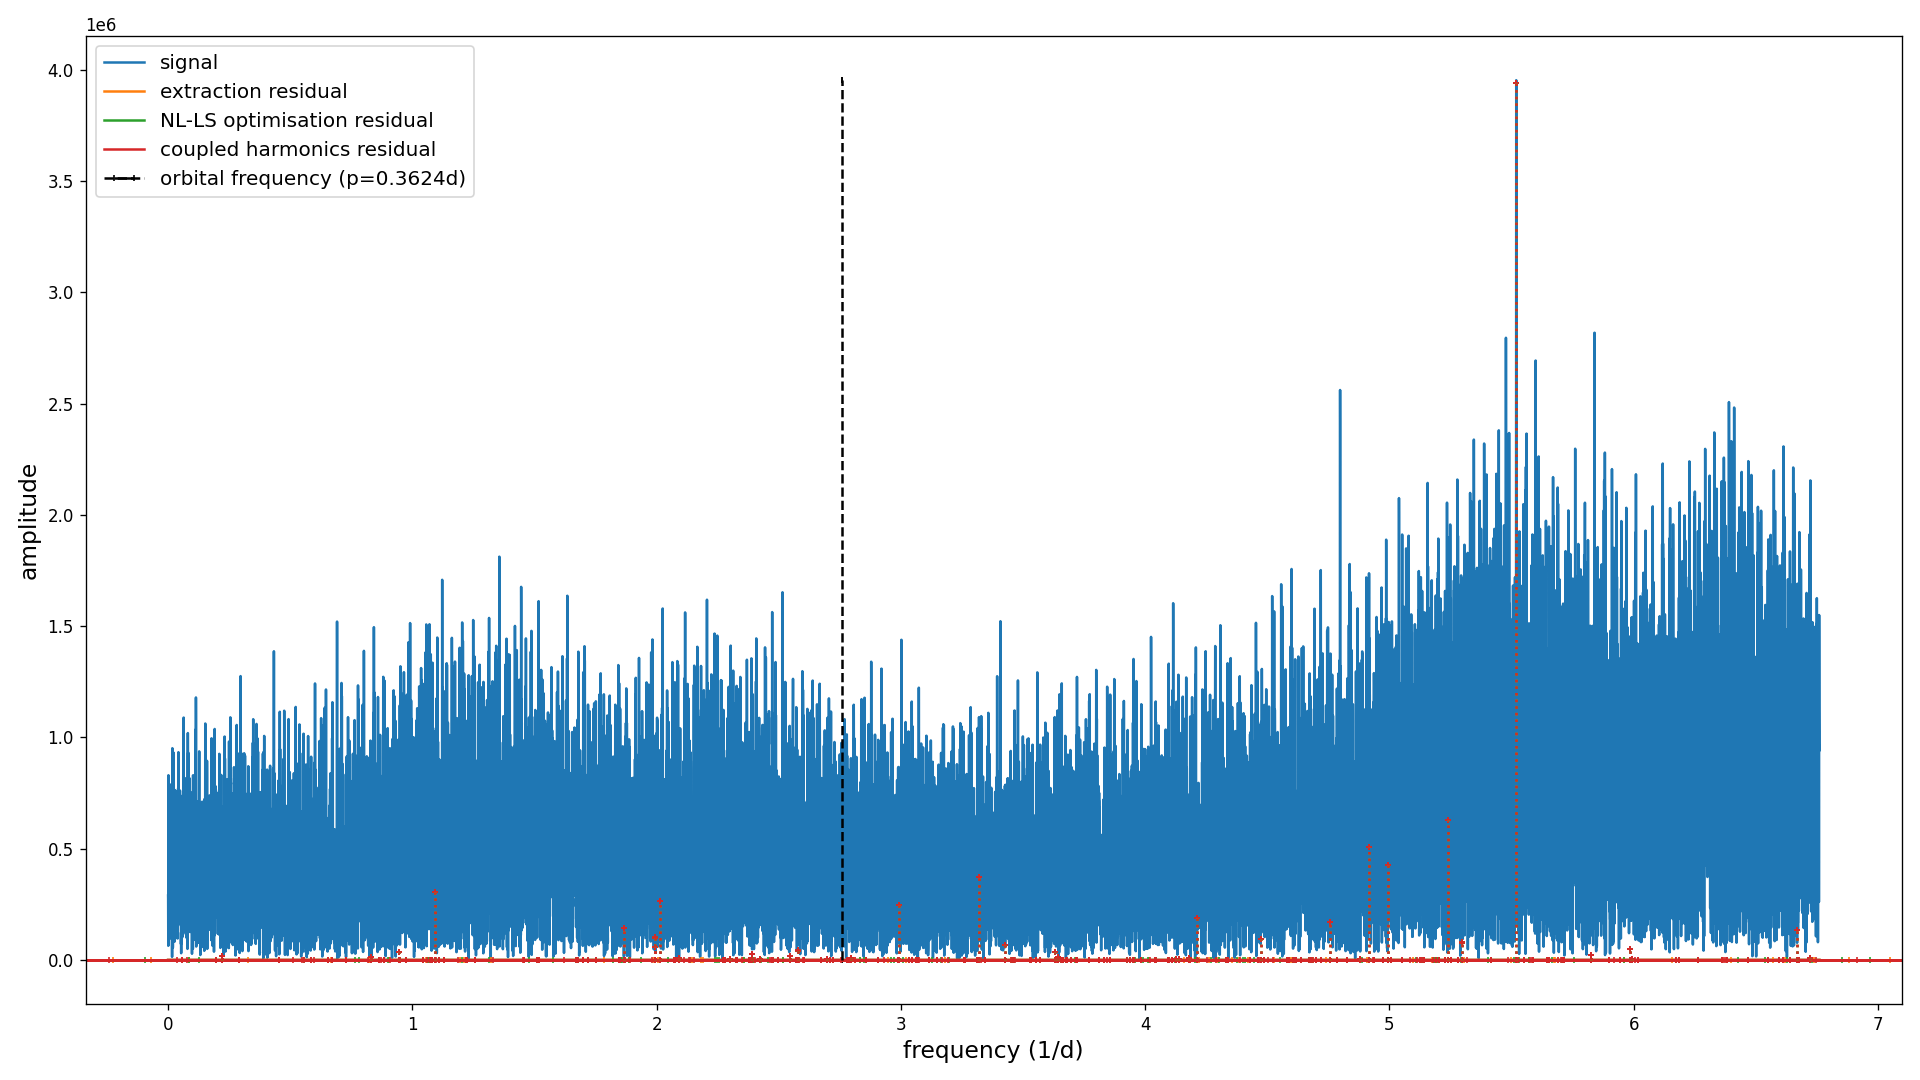 1e6
signal
extraction residual
NL-LS optimisation residual
coupled harmonics residual
orbital frequency (p=0.3624d)
4.0
3.5
3.0
2.5
2.0
1.5
1.0
0.5
0.0
amplitude
0 1 2 3 4 5 6 7
frequency (1/d)